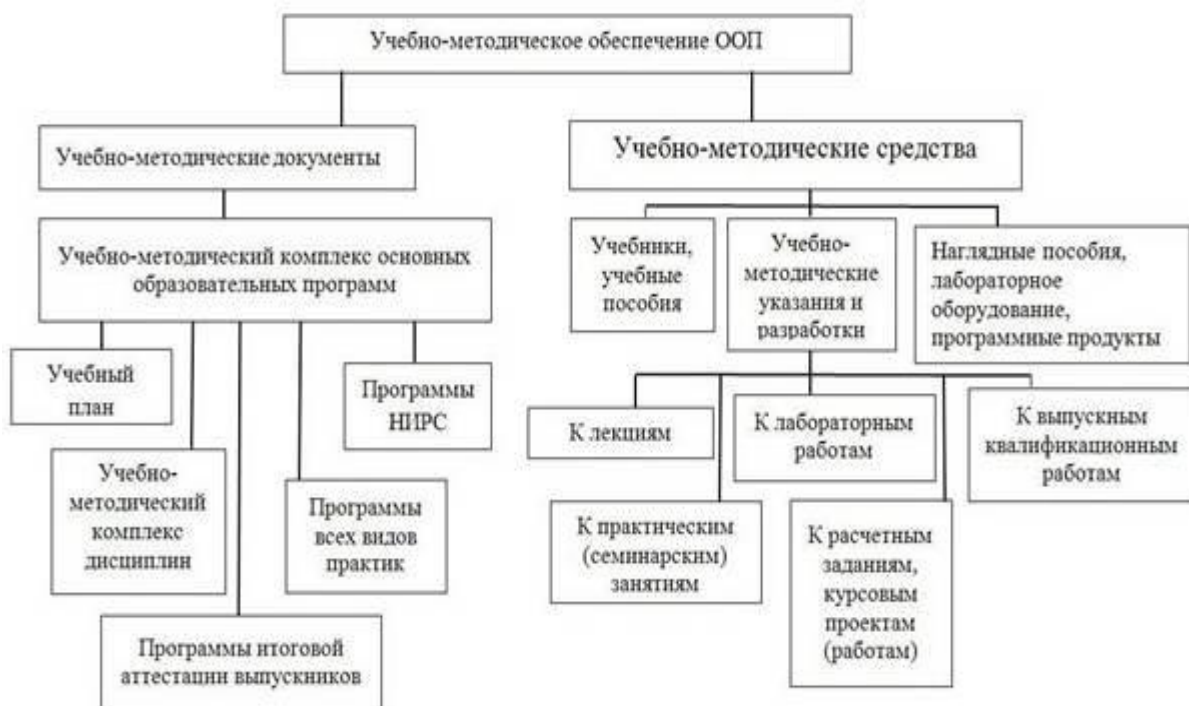 Учебно-методическое обеспечение ООП
Учебно-методические документы
Учебно-методические средства
Учебно-методический комплекс основных
образовательных программ
Учебный
план
Учебно-
методический
комплекс
дисциплин
Программы итоговой
аттестации выпускников
Программы
всех видов
практик
Программы
НИРС
Учебники,
учебные
пособия
Учебно-
методические
указания и
разработки
Наглядные пособия,
лабораторное
оборудование,
программные продукты
К лекциям
К практическим
(семинарским)
занятиям
К лабораторным
работам
К расчетным
заданиям,
курсовым
проектам
(работам)
К выпускным
квалификационным
работам